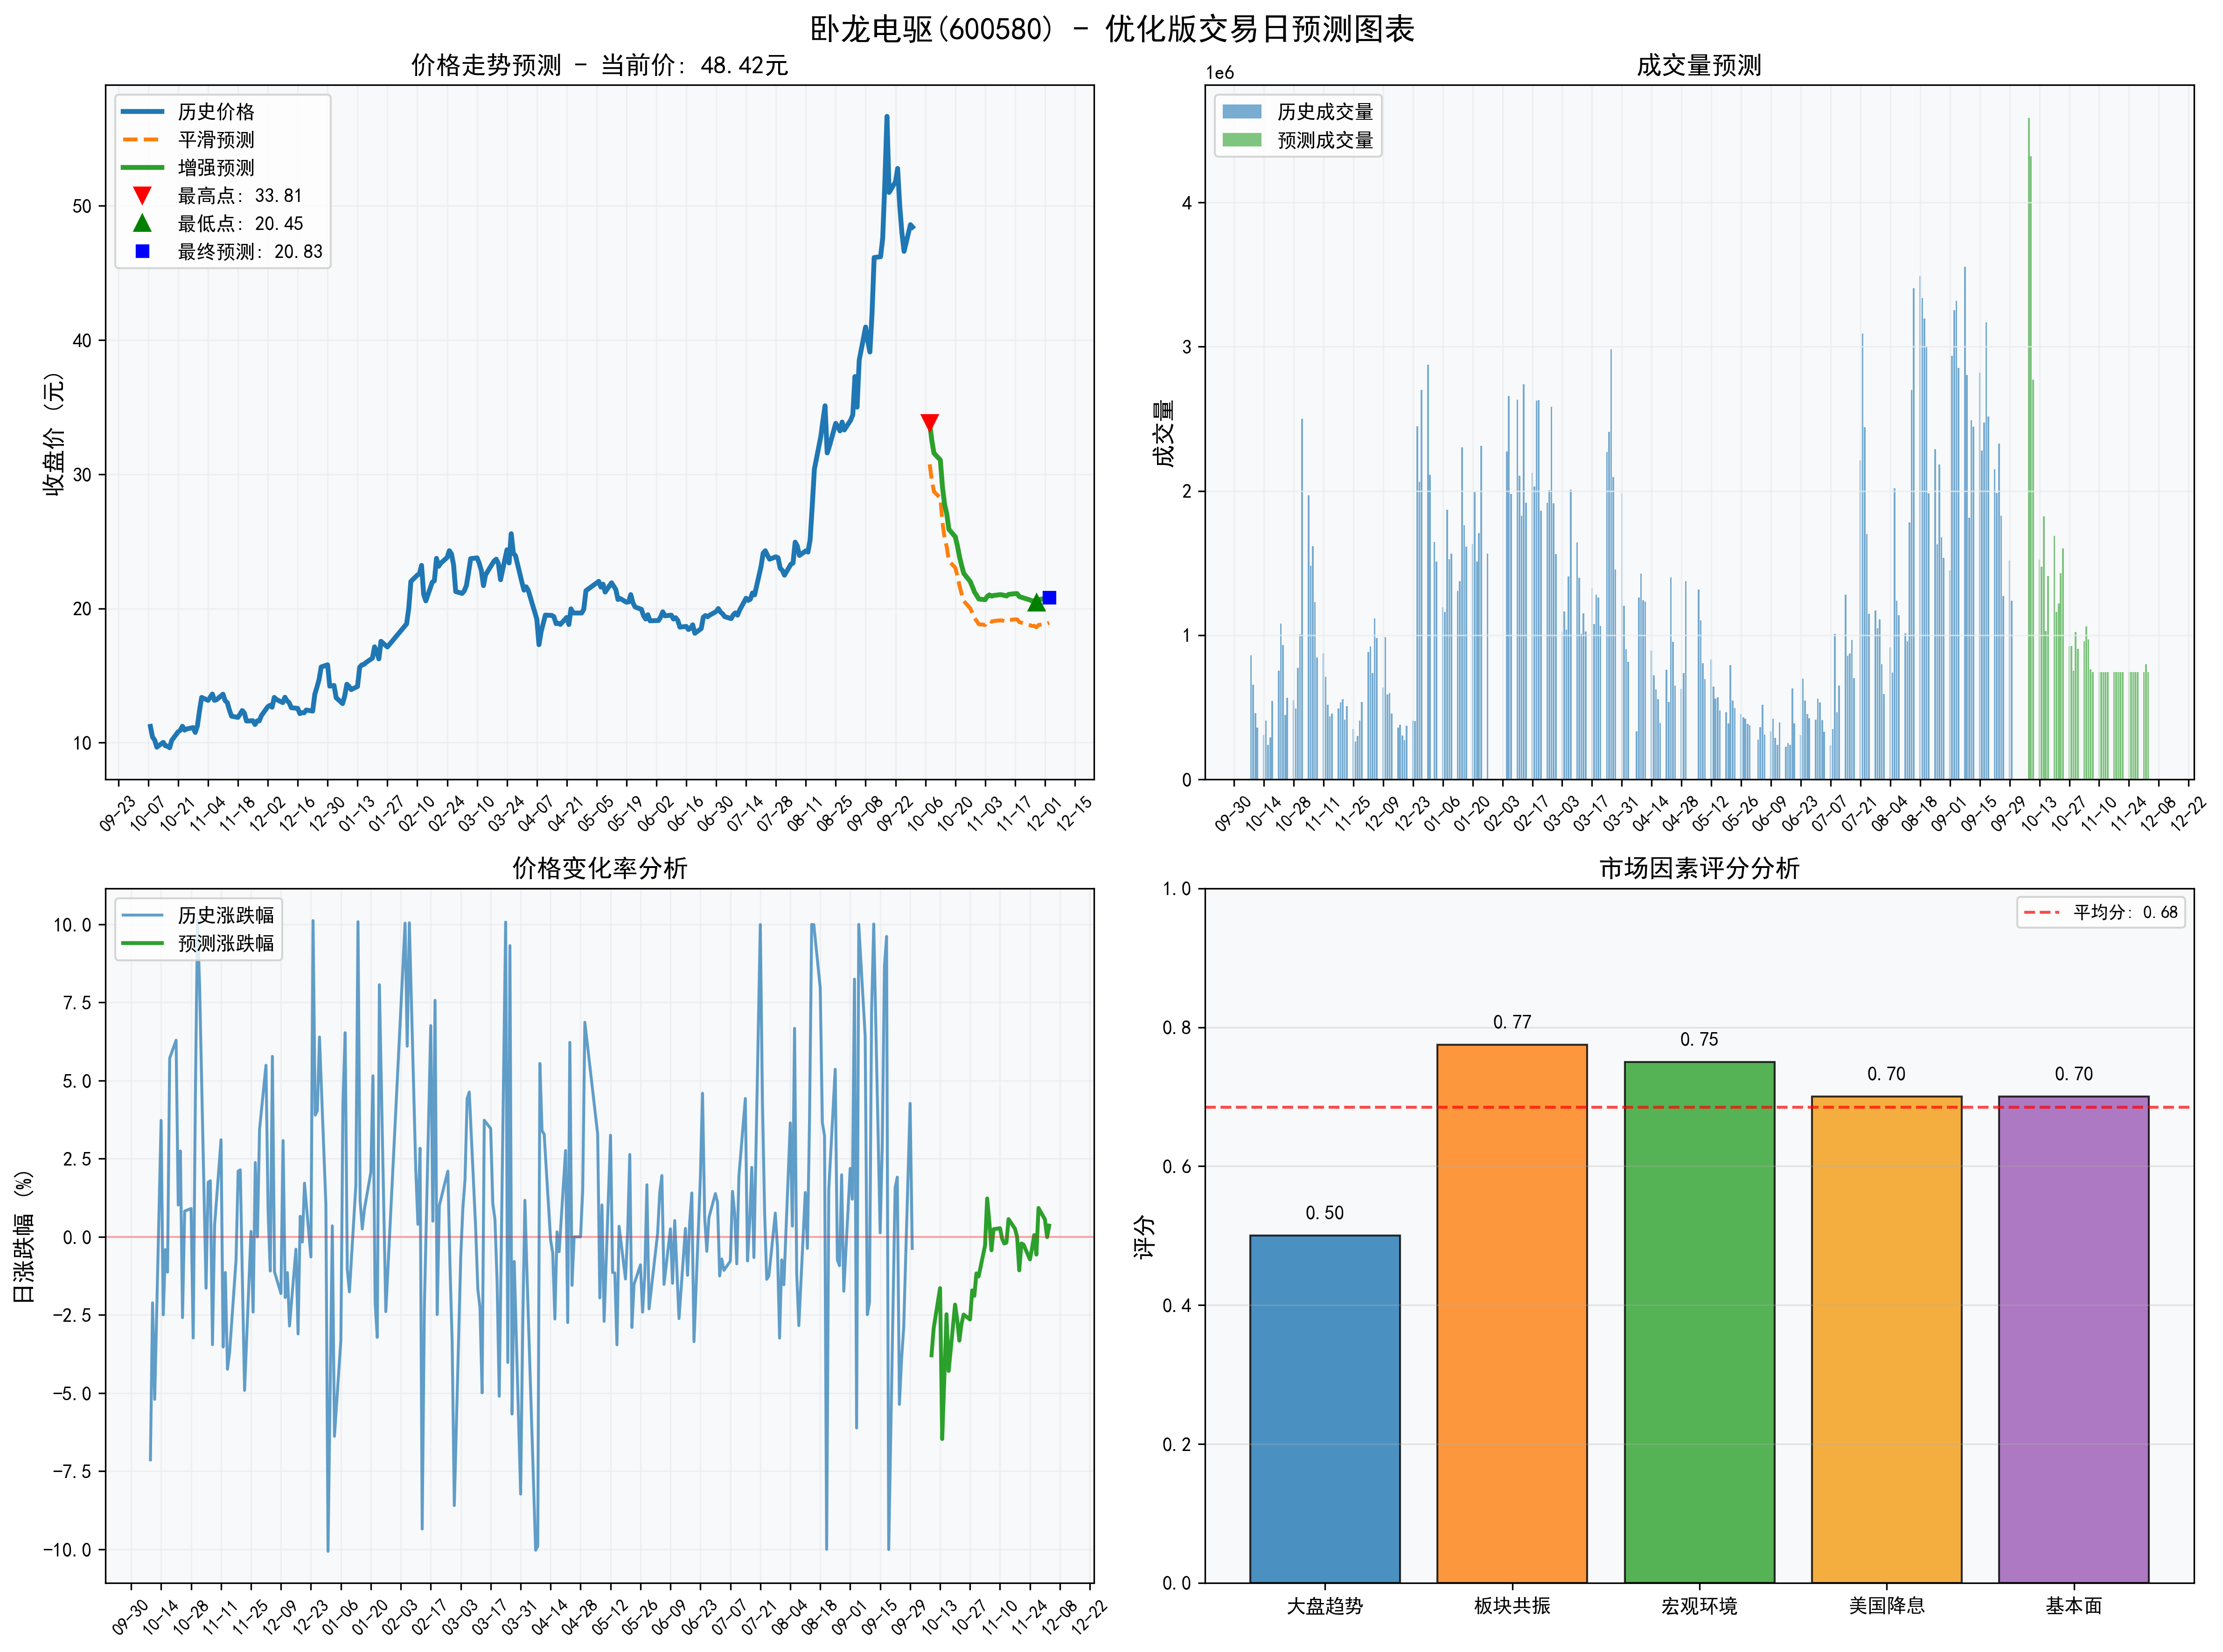 卧龙电驱(600580) - 优化版交易日预测图表
价格走势预测 - 当前价: 48.42元
历史价格
平滑预测
增强预测
最高点: 33.81
最低点: 20.45
最终预测: 20.83
收盘价 (元)
50
40
30
20
10
09-23 10-07 10-21 11-04 11-18 12-02 12-16 12-30 01-13 01-27 02-10 02-24 03-10 03-24 04-07 04-21 05-05 05-19 06-02 06-16 06-30 07-14 07-28 08-11 08-25 09-08 09-22 10-06 10-20 11-03 11-17 12-01 12-15
成交量预测
1e6
历史成交量
预测成交量
成交量
4
3
2
1
0
09-30 10-14 10-28 11-11 11-25 12-09 12-23 01-06 01-20 02-03 02-17 03-03 03-17 03-31 04-14 04-28 05-12 05-26 06-09 06-23 07-07 07-21 08-04 08-18 09-01 09-15 09-29 10-13 10-27 11-10 11-24 12-08 12-22
价格变化率分析
历史涨跌幅
预测涨跌幅
日涨跌幅 (%)
10.0
7.5
5.0
2.5
0.0
-2.5
-5.0
-7.5
-10.0
09-30 10-14 10-28 11-11 11-25 12-09 12-23 01-06 01-20 02-03 02-17 03-03 03-17 03-31 04-14 04-28 05-12 05-26 06-09 06-23 07-07 07-21 08-04 08-18 09-01 09-15 09-29 10-13 10-27 11-10 11-24 12-08 12-22
市场因素评分分析
平均分: 0.68
评分
1.0
0.8
0.6
0.4
0.2
0.0
0.50
0.77
0.75
0.70
0.70
大盘趋势 板块共振 宏观环境 美国降息 基本面